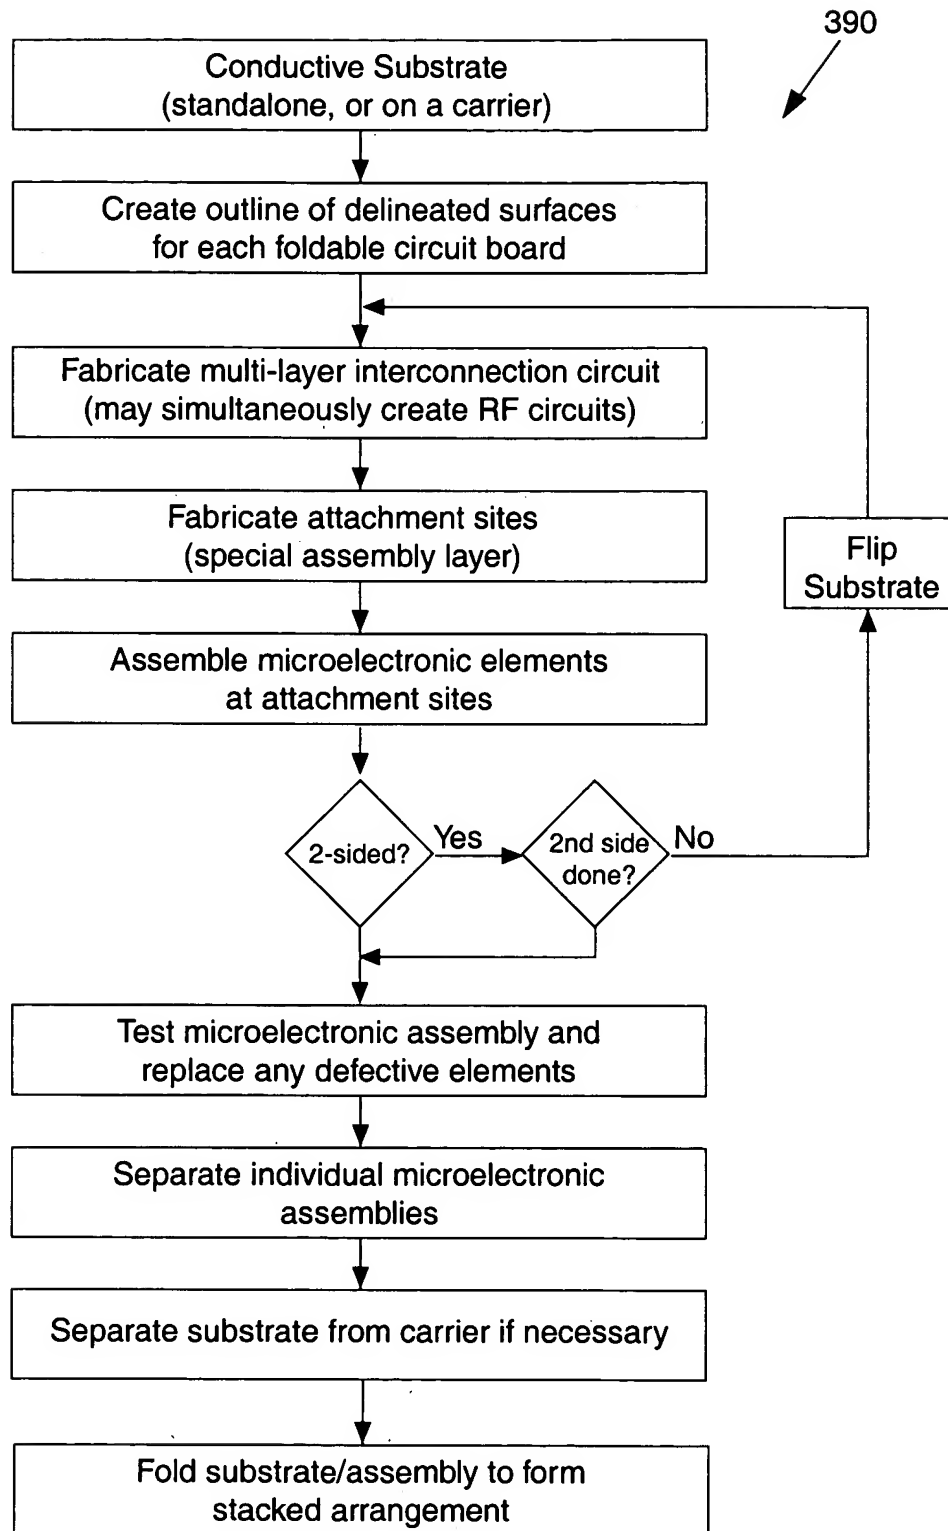 390
Conductive Substrate
(standalone, or on a carrier)
Create outline of delineated surfaces
for each foldable circuit board
Fabricate multi-layer interconnection circuit
(may simultaneously create RF circuits)
Fabricate attachment sites
(special assembly layer)
Flip
Substrate
Assemble microelectronic elements
at attachment sites
2-sided?
Yes
2nd side
done?
No
Test microelectronic assembly and
replace any defective elements
Separate individual microelectronic
assemblies
Separate substrate from carrier if necessary
Fold substrate/assembly to form
stacked arrangement